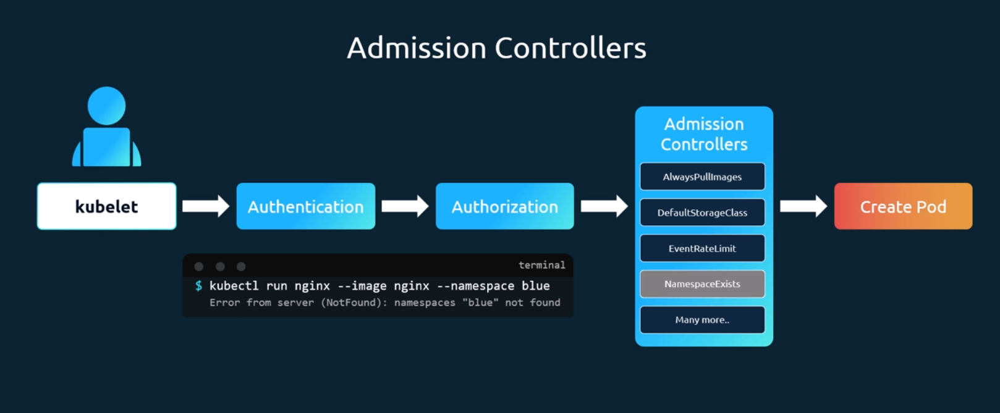 Admission Controllers
kubelet
Authentication
Authorization
Admission
Controllers
AlwaysPullImages
DefaultStorageClass
EventRateLimit
NamespaceExists
Many more..
Create Pod
terminal
$ kubectl run nginx --image nginx --namespace blue
Error from server (NotFound): namespaces "blue" not found